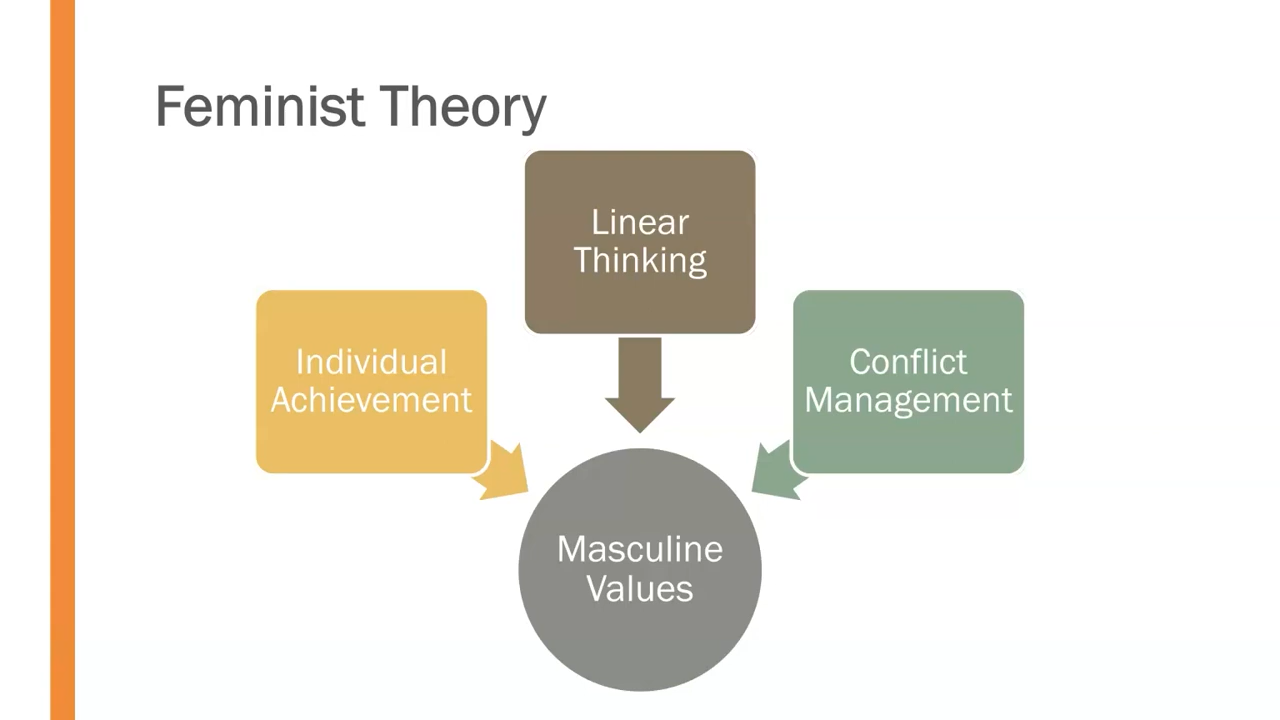 Feminist Theory
Linear
Thinking
Individual
Achievement
Conflict
Management
Masculine
Values